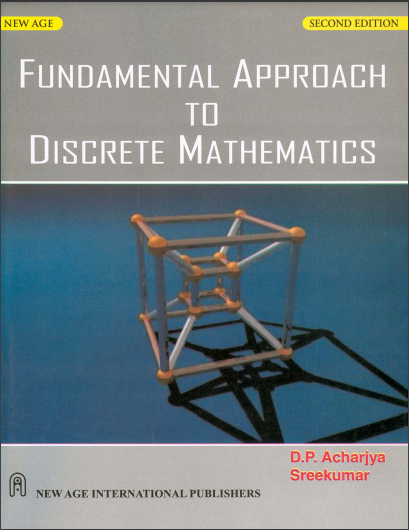 NEW AGE
SECOND EDITION
FUNDAMENTAL APPROACH
TO
DISCRETE MATHEMATICS
D.P. Acharjya
Sreekumar
NEW AGE INTERNATIONAL PUBLISHERS